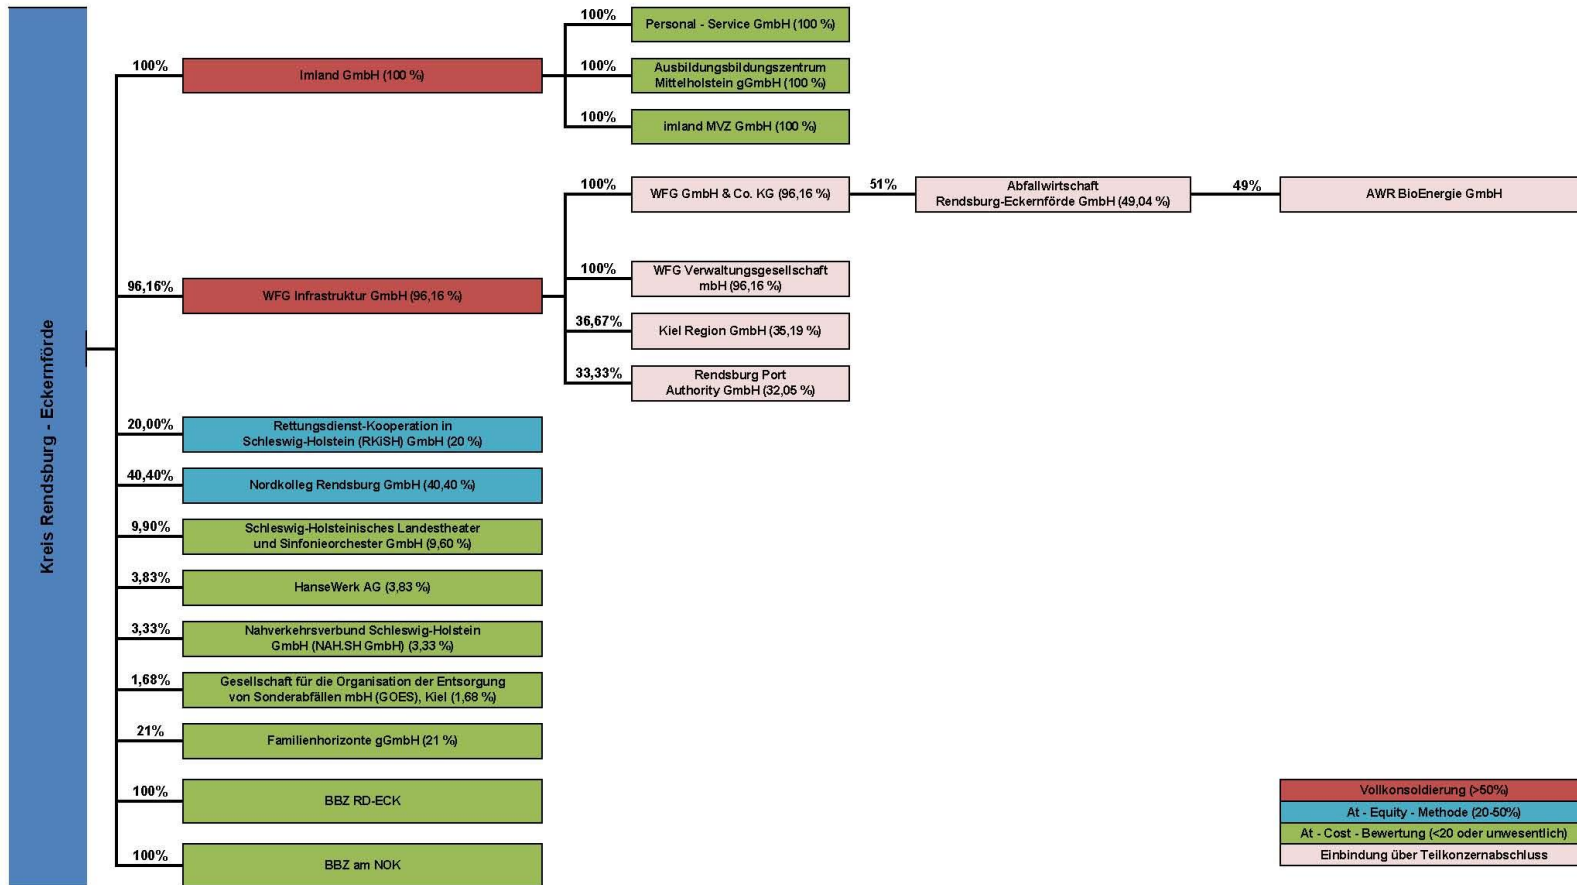 Kreis Rendsburg - Eckernförde
100%
Imland GmbH (100 %)
100%
Personal - Service GmbH (100 %)
100%
Ausbildungsbildungszentrum
Mittelholstein gGmbH (100 %)
100%
imland MVZ GmbH (100 %)
96,16%
WFG Infrastruktur GmbH (96,16 %)
100%
WFG GmbH & Co. KG (96,16 %)
51%
Abfallwirtschaft
Rendsburg-Eckernförde GmbH (49,04 %)
49%
AWR BioEnergie GmbH
100%
WFG Verwaltungsgesellschaft
mbH (96,16 %)
36,67%
Kiel Region GmbH (35,19 %)
33,33%
Rendsburg Port
Authority GmbH (32,05 %)
20,00%
Rettungsdienst-Kooperation in
Schleswig-Holstein (RKiSH) GmbH (20 %)
40,40%
Nordkolleg Rendsburg GmbH (40,40 %)
9,90%
Schleswig-Holsteinisches Landestheater
und Sinfonieorchester GmbH (9,60 %)
3,83%
HanseWerk AG (3,83 %)
3,33%
Nahverkehrsverbund Schleswig-Holstein
GmbH (NAH.SH GmbH) (3,33 %)
1,68%
Gesellschaft für die Organisation der Entsorgung
von Sonderabfällen mbH (GOES), Kiel (1,68 %)
21%
Familienhorizonte gGmbH (21 %)
100%
BBZ RD-ECK
100%
BBZ am NOK
Vollkonsoldierung (>50%)
At - Equity - Methode (20-50%)
At - Cost - Bewertung (<20 oder unwesentlich)
Einbindung über Teilkonzernabschluss